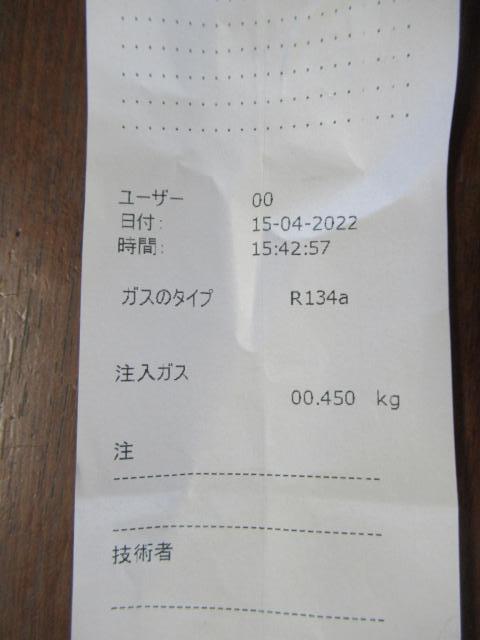 ユーザー 00
日付: 15-04-2022
時間: 15:42:57
ガスのタイプ R134a
注入ガス
00.450 kg
注
技術者